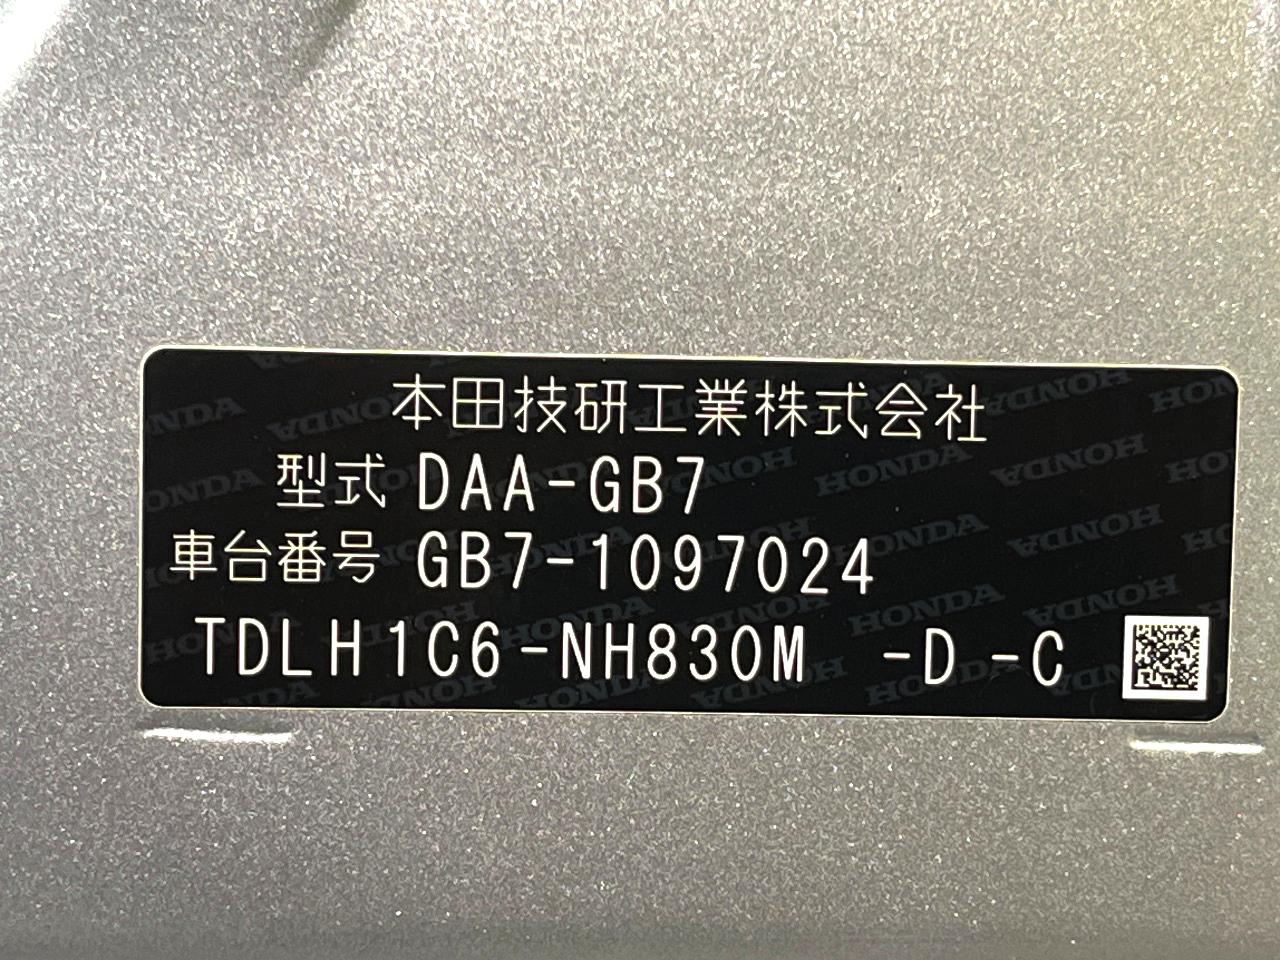 本田技研工業株式会社
型式 DAA-GB7
車台番号 GB7-1097024
TDLH1C6-NH830M -D-C